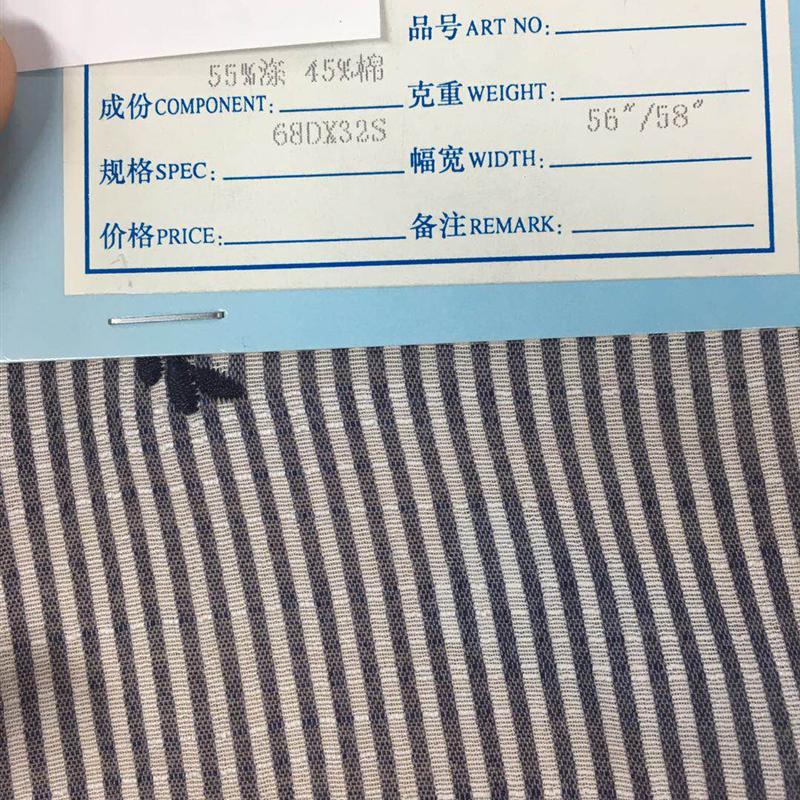 品号ART NO:
55%涤 45%棉
成份COMPONENT:
克重WEIGHT:
68DX32S
56"/58"
规格SPEC:
幅宽WIDTH:
价格PRICE:
备注REMARK: